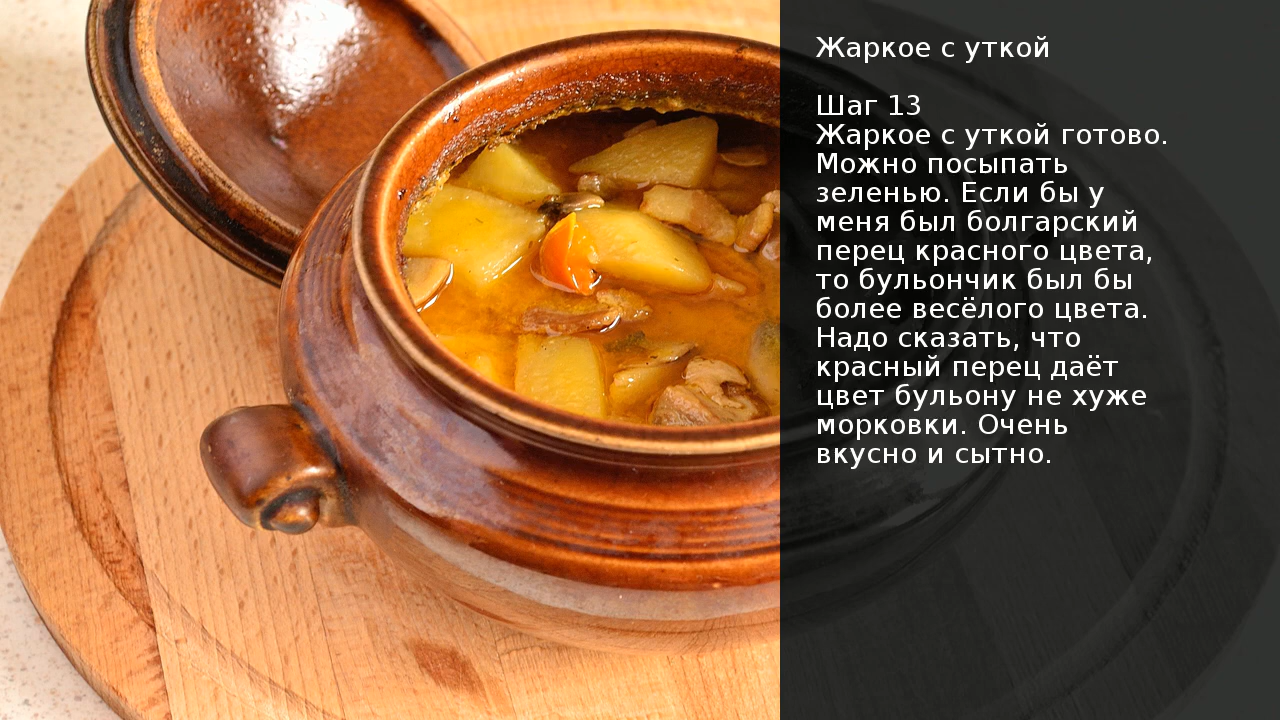 Жаркое с уткой
Шаг 13
Жаркое с уткой готово.
Можно посыпать
зеленью. Если бы у
меня был болгарский
перец красного цвета,
то бульончик был бы
более весёлого цвета.
Надо сказать, что
красный перец даёт
цвет бульону не хуже
морковки. Очень
вкусно и сытно.